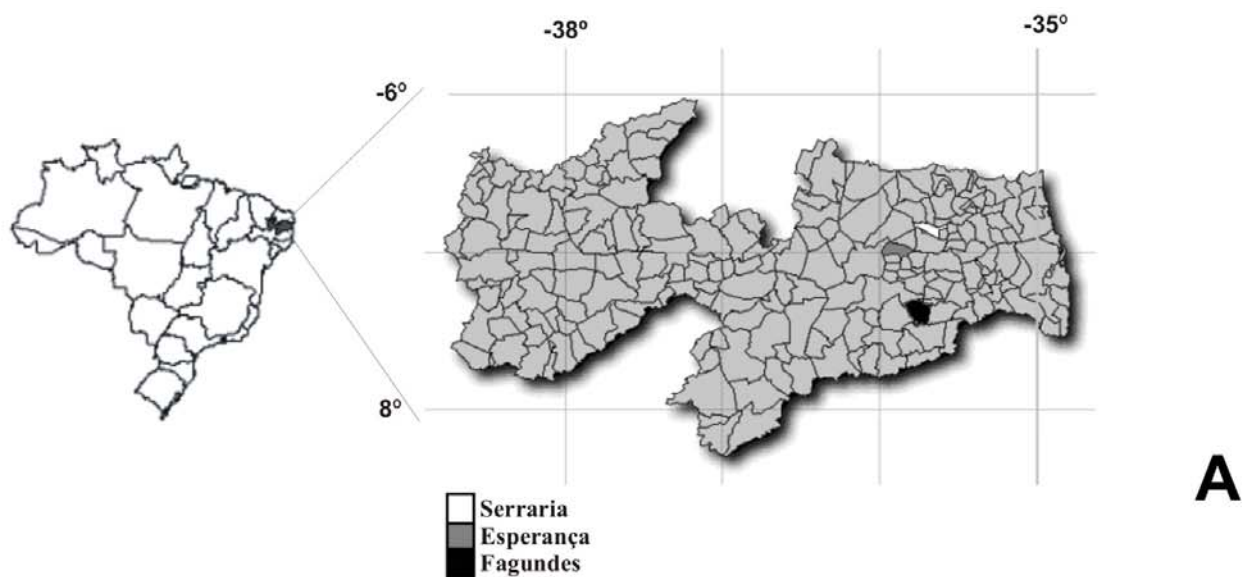 -38º
-35º
-6º
8º
A
Serraria
Esperança
Fagundes